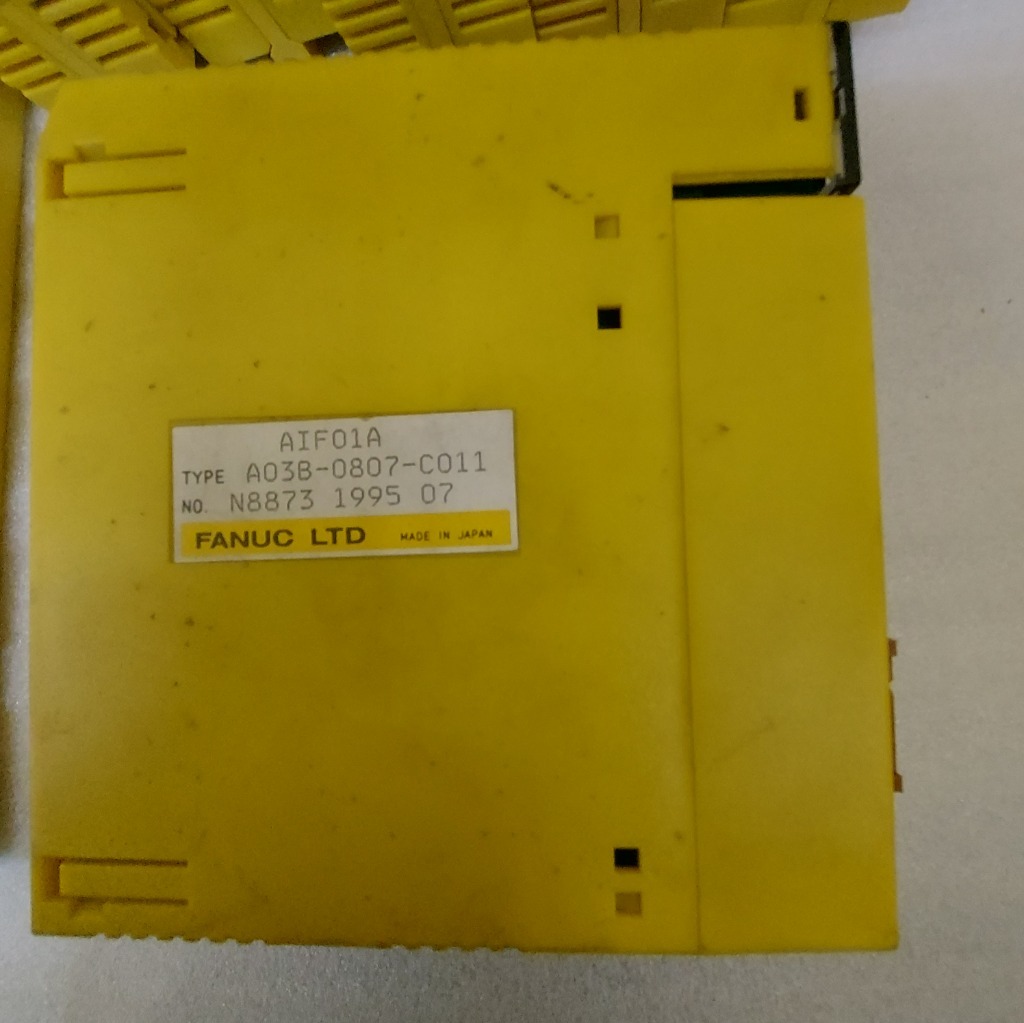 AIF01A
TYPE A03B-0807-C011
NO. N8873 1995 07
FANUC LTD MADE IN JAPAN